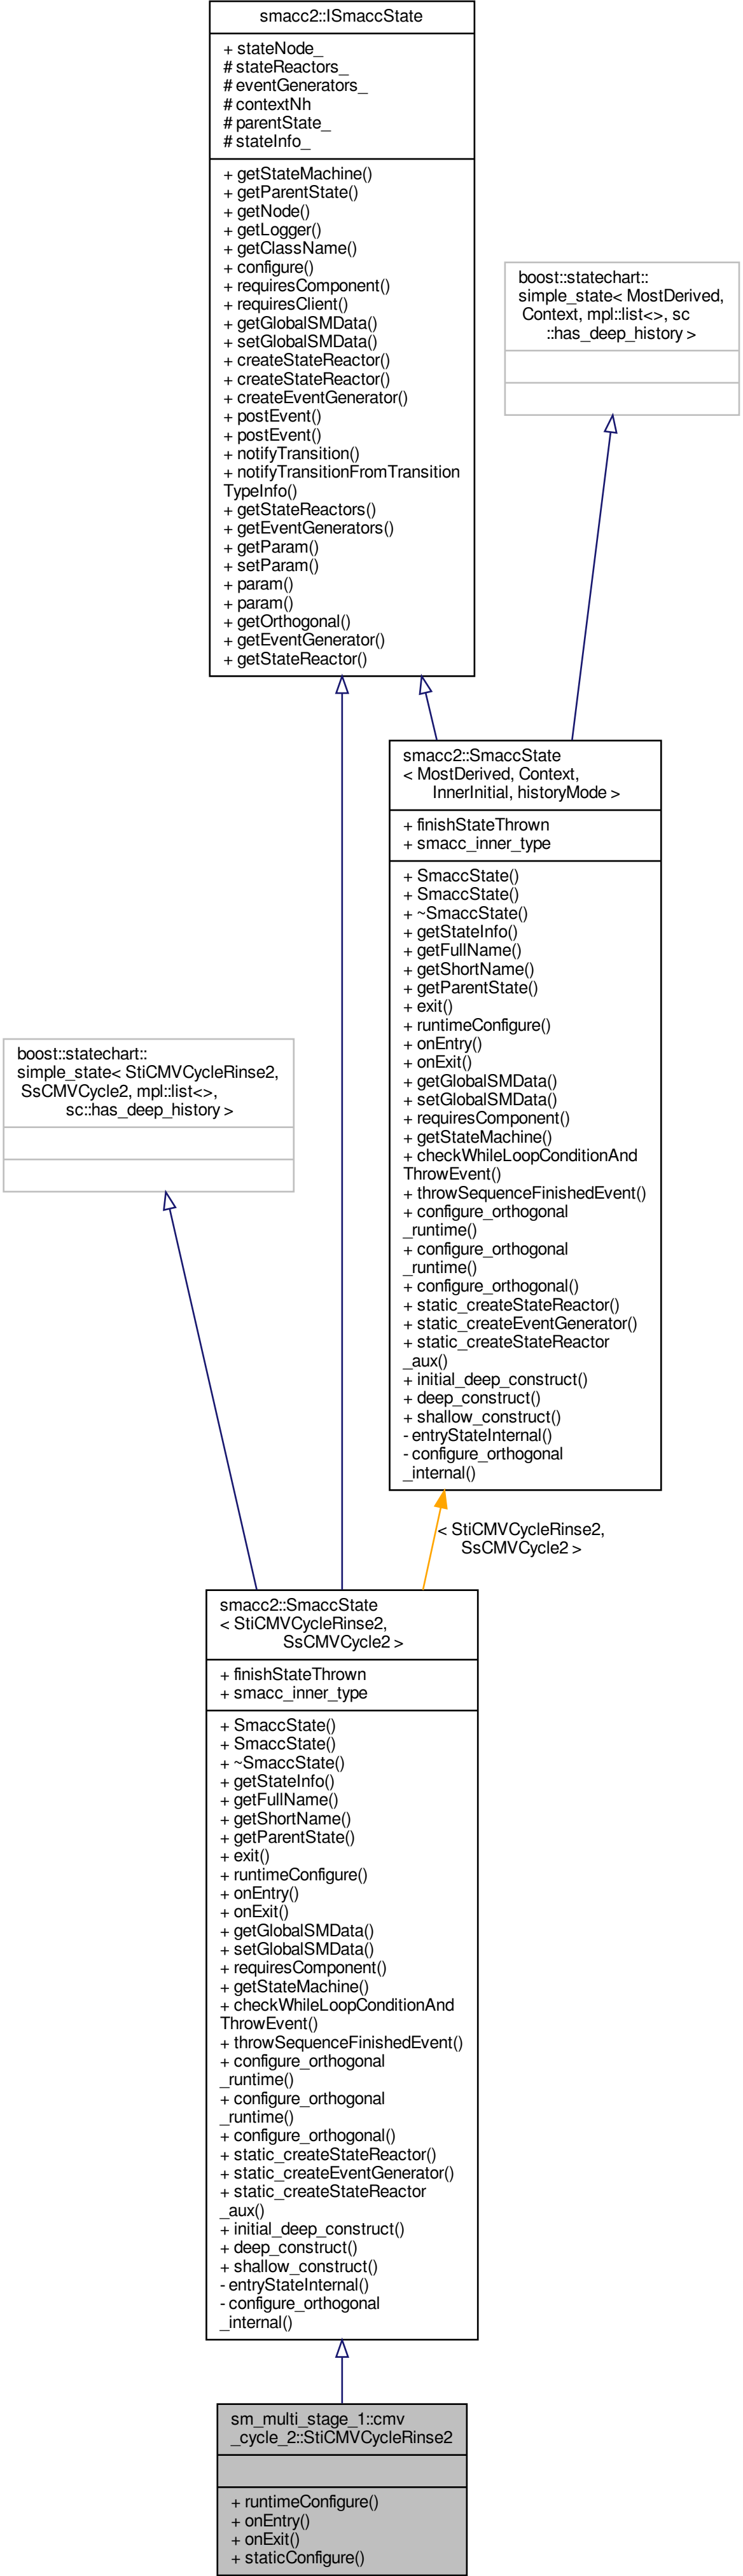 smacc2::ISmaccState
+ stateNode_
# stateReactors_
# eventGenerators_
# contextNh
# parentState_
# stateInfo_
+ getStateMachine()
+ getParentState()
+ getNode()
+ getLogger()
+ getClassName()
+ configure()
+ requiresComponent()
+ requiresClient()
+ getGlobalSMData()
+ setGlobalSMData()
+ createStateReactor()
+ createStateReactor()
+ createEventGenerator()
+ postEvent()
+ postEvent()
+ notifyTransition()
+ notifyTransitionFromTransition
TypeInfo()
+ getStateReactors()
+ getEventGenerators()
+ getParam()
+ setParam()
+ param()
+ param()
+ getOrthogonal()
+ getEventGenerator()
+ getStateReactor()
boost::statechart::
simple_state< MostDerived,
Context, mpl::list<>, sc
::has_deep_history >
smacc2::SmaccState
< MostDerived, Context,
InnerInitial, historyMode >
+ finishStateThrown
+ smacc_inner_type
+ SmaccState()
+ SmaccState()
+ ~SmaccState()
+ getStateInfo()
+ getFullName()
+ getShortName()
+ getParentState()
+ exit()
+ runtimeConfigure()
+ onEntry()
+ onExit()
+ getGlobalSMData()
+ setGlobalSMData()
+ requiresComponent()
+ getStateMachine()
+ checkWhileLoopConditionAnd
ThrowEvent()
+ throwSequenceFinishedEvent()
+ configure_orthogonal
_runtime()
+ configure_orthogonal
_runtime()
+ configure_orthogonal()
+ static_createStateReactor()
+ static_createEventGenerator()
+ static_createStateReactor
_aux()
+ initial_deep_construct()
+ deep_construct()
+ shallow_construct()
- entryStateInternal()
- configure_orthogonal
_internal()
boost::statechart::
simple_state< StiCMVCycleRinse2,
SsCMVCycle2, mpl::list<>,
sc::has_deep_history >
< StiCMVCycleRinse2,
SsCMVCycle2 >
smacc2::SmaccState
< StiCMVCycleRinse2,
SsCMVCycle2 >
+ finishStateThrown
+ smacc_inner_type
+ SmaccState()
+ SmaccState()
+ ~SmaccState()
+ getStateInfo()
+ getFullName()
+ getShortName()
+ getParentState()
+ exit()
+ runtimeConfigure()
+ onEntry()
+ onExit()
+ getGlobalSMData()
+ setGlobalSMData()
+ requiresComponent()
+ getStateMachine()
+ checkWhileLoopConditionAnd
ThrowEvent()
+ throwSequenceFinishedEvent()
+ configure_orthogonal
_runtime()
+ configure_orthogonal
_runtime()
+ configure_orthogonal()
+ static_createStateReactor()
+ static_createEventGenerator()
+ static_createStateReactor
_aux()
+ initial_deep_construct()
+ deep_construct()
+ shallow_construct()
- entryStateInternal()
- configure_orthogonal
_internal()
sm_multi_stage_1::cmv
_cycle_2::StiCMVCycleRinse2
+ runtimeConfigure()
+ onEntry()
+ onExit()
+ staticConfigure()